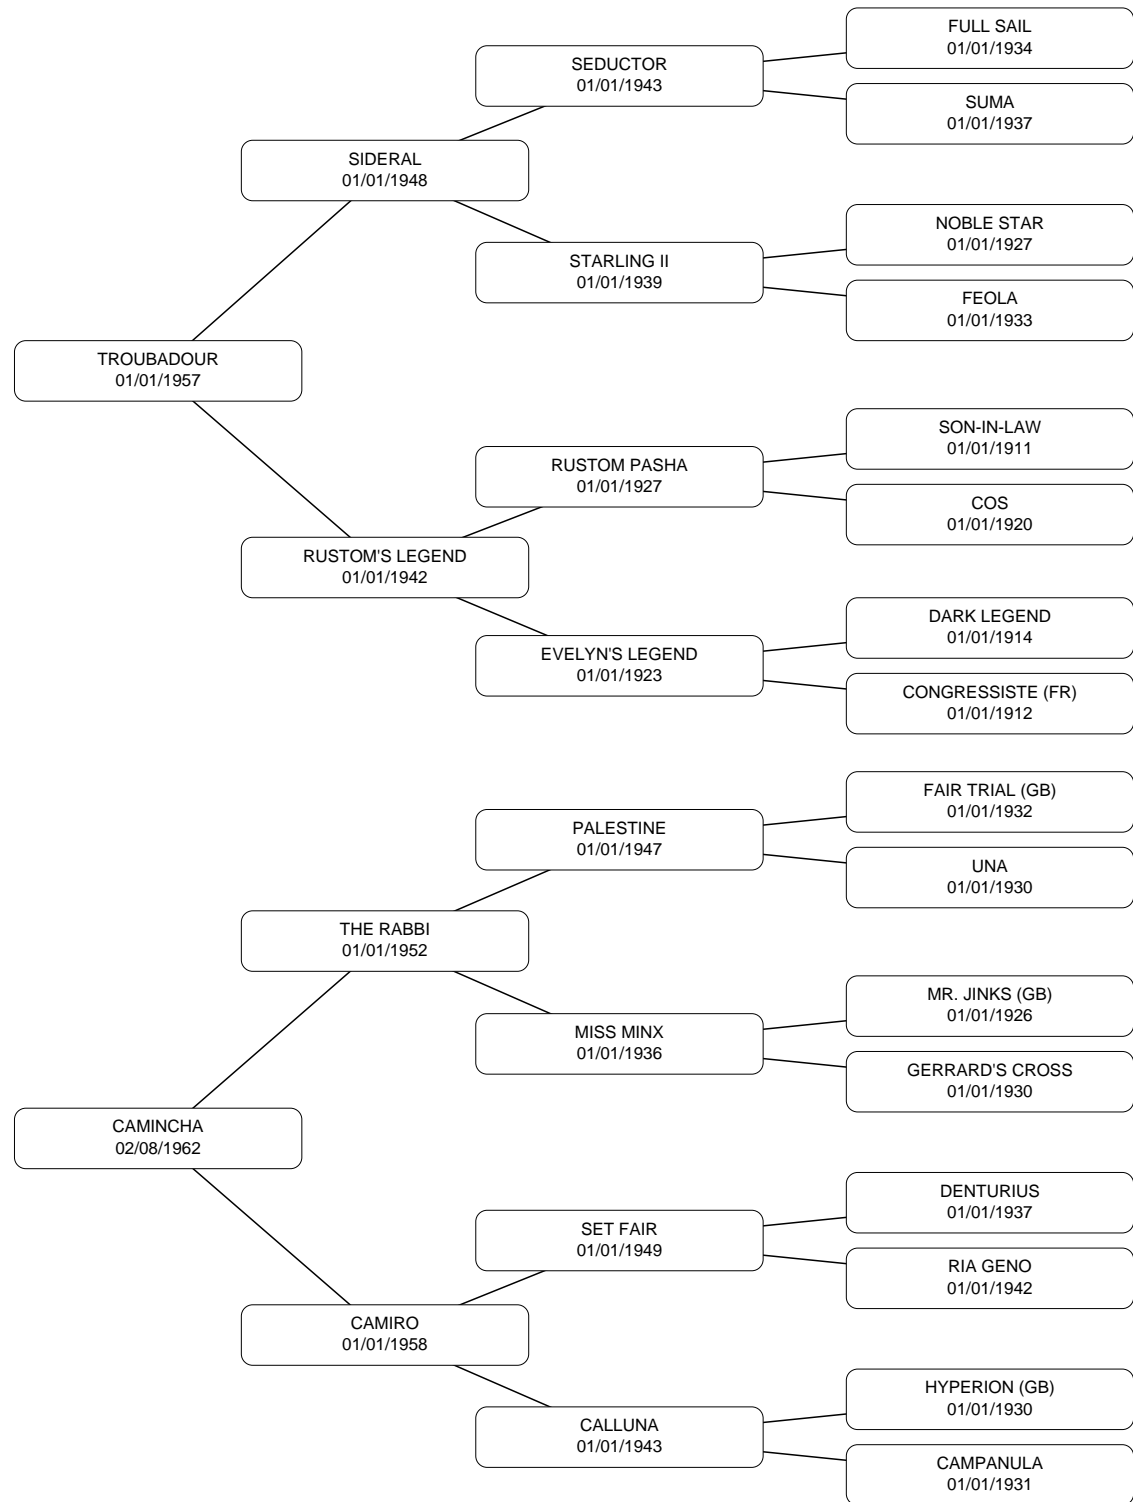 FULL SAIL
01/01/1934
SEDUCTOR
01/01/1943
SUMA
01/01/1937
SIDERAL
01/01/1948
NOBLE STAR
01/01/1927
STARLING II
01/01/1939
FEOLA
01/01/1933
TROUBADOUR
01/01/1957
SON-IN-LAW
01/01/1911
RUSTOM PASHA
01/01/1927
COS
01/01/1920
RUSTOM'S LEGEND
01/01/1942
DARK LEGEND
01/01/1914
EVELYN'S LEGEND
01/01/1923
CONGRESSISTE (FR)
01/01/1912
FAIR TRIAL (GB)
01/01/1932
PALESTINE
01/01/1947
UNA
01/01/1930
THE RABBI
01/01/1952
MR. JINKS (GB)
01/01/1926
MISS MINX
01/01/1936
GERRARD'S CROSS
01/01/1930
CAMINCHA
02/08/1962
DENTURIUS
01/01/1937
SET FAIR
01/01/1949
RIA GENO
01/01/1942
CAMIRO
01/01/1958
HYPERION (GB)
01/01/1930
CALLUNA
01/01/1943
CAMPANULA
01/01/1931